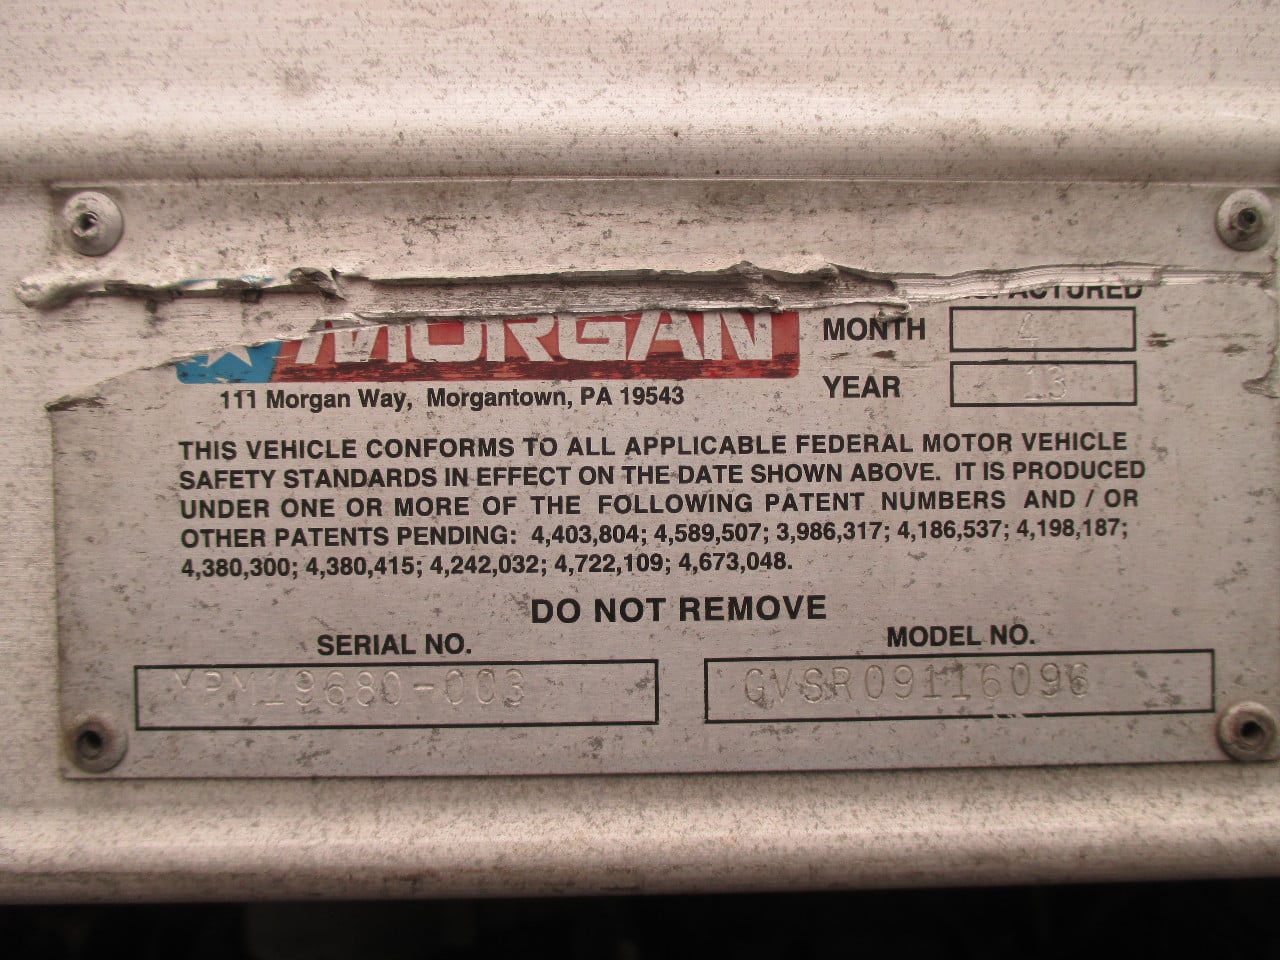 MORGAN
111 Morgan Way, Morgantown, PA 19543
MONTH 4
YEAR 13
THIS VEHICLE CONFORMS TO ALL APPLICABLE FEDERAL MOTOR VEHICLE
SAFETY STANDARDS IN EFFECT ON THE DATE SHOWN ABOVE. IT IS PRODUCED
UNDER ONE OR MORE OF THE FOLLOWING PATENT NUMBERS AND / OR
OTHER PATENTS PENDING: 4,403,804; 4,589,507; 3,986,317; 4,186,537; 4,198,187;
4,380,300; 4,380,415; 4,242,032; 4,722,109; 4,673,048.
DO NOT REMOVE
SERIAL NO.
MODEL NO.
GVSR09116096